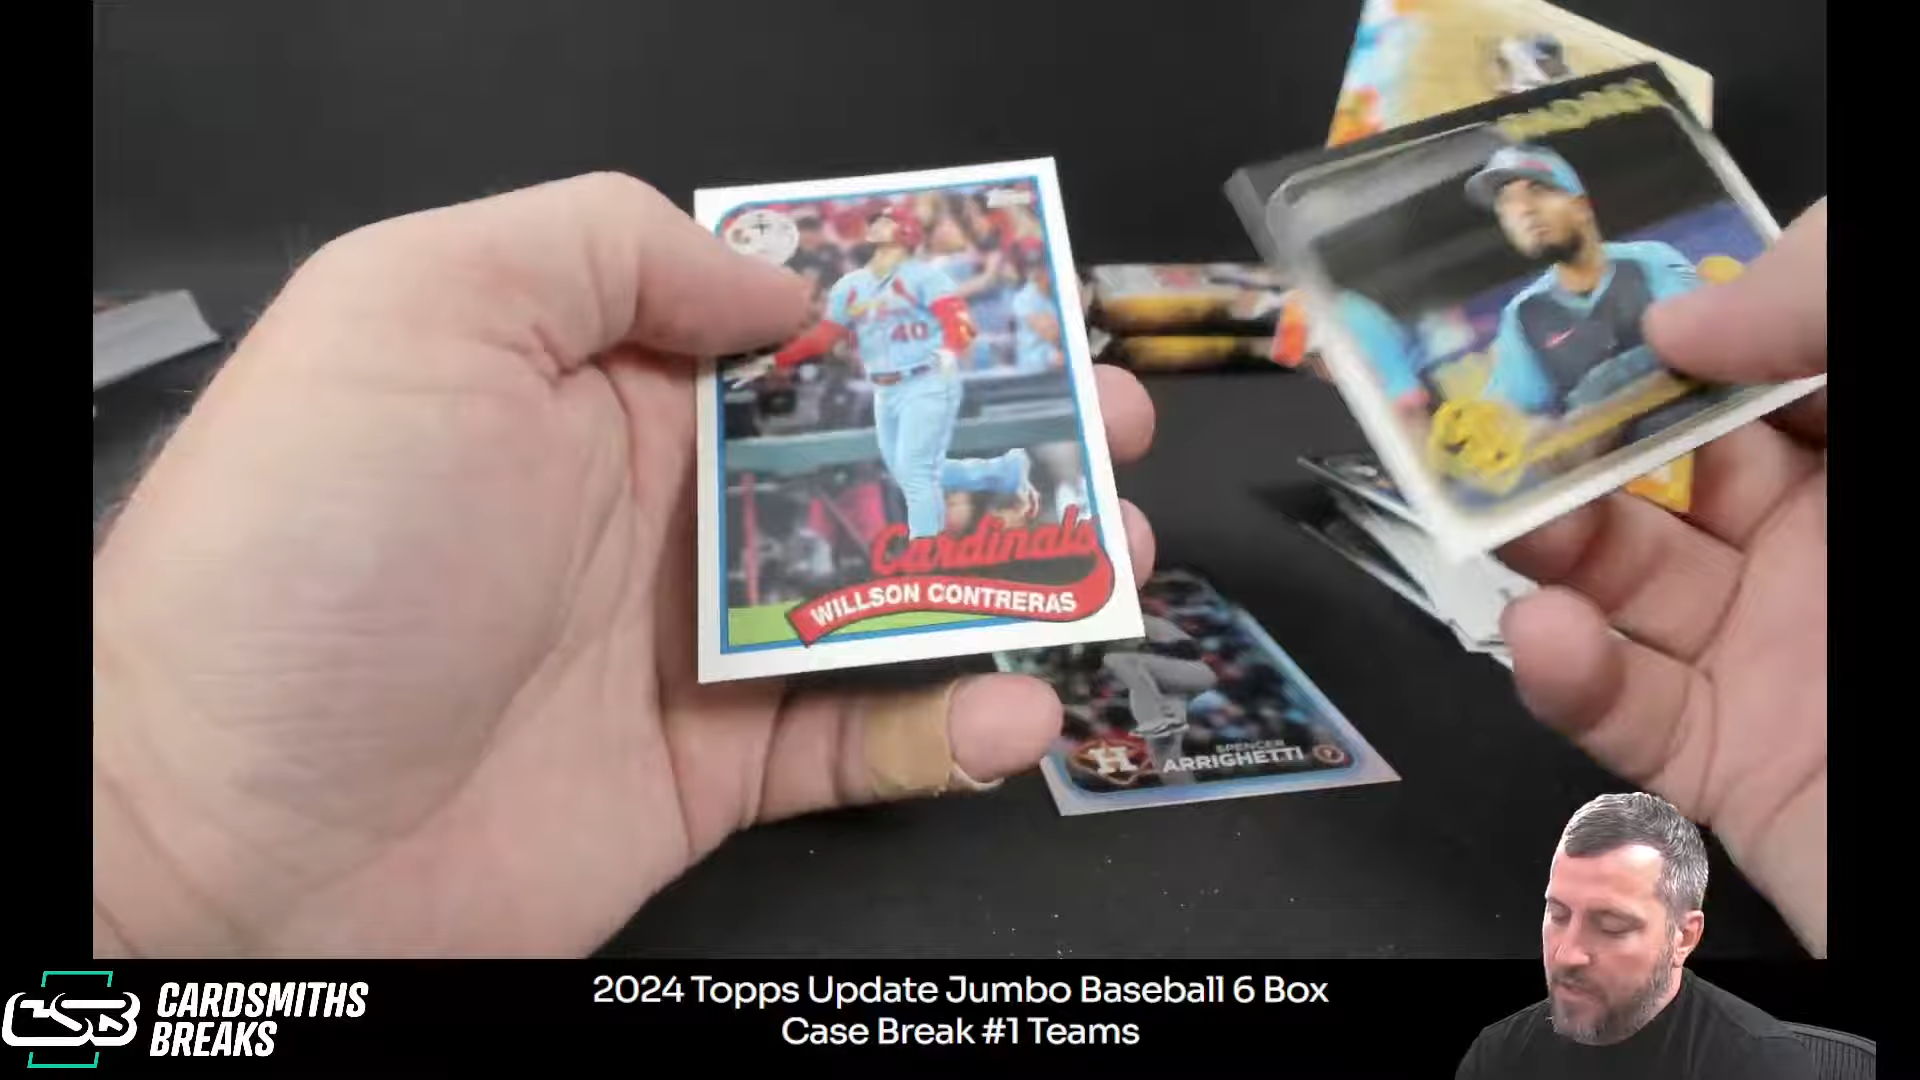 Topps
40
Cardinals
WILLSON CONTRERAS
H
SPENCER
ARRIGHETTI
CSB
CARDSMITHS
BREAKS
2024 Topps Update Jumbo Baseball 6 Box
Case Break #1 Teams